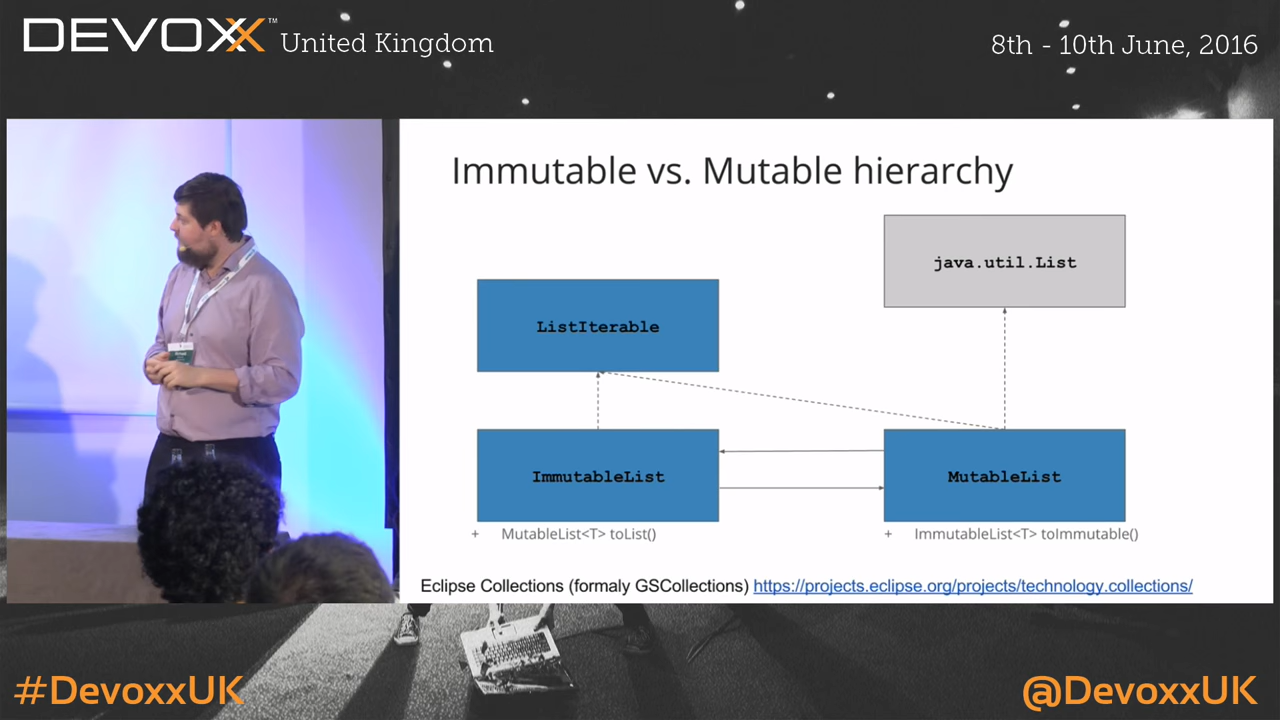 DEVOXX™ United Kingdom
8th - 10th June, 2016
Immutable vs. Mutable hierarchy
java.util.List
ListIterable
ImmutableList
MutableList
+ MutableList<T> toList()
+ ImmutableList<T> toImmutable()
Eclipse Collections (formaly GSCollections) https://projects.eclipse.org/projects/technology.collections/
#DevoxxUK
@DevoxxUK